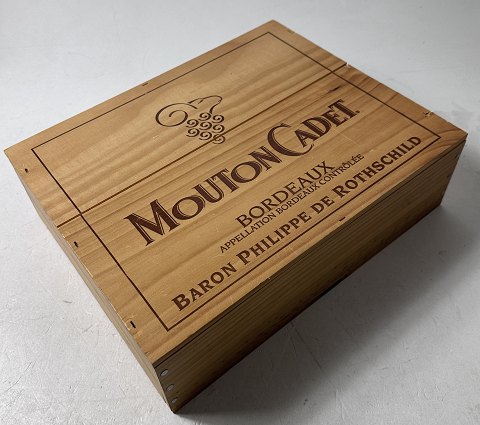 MOUTON CADET
BORDEAUX
APPELLATION BORDEAUX CONTRÔLÉE
BARON PHILIPPE DE ROTHSCHILD